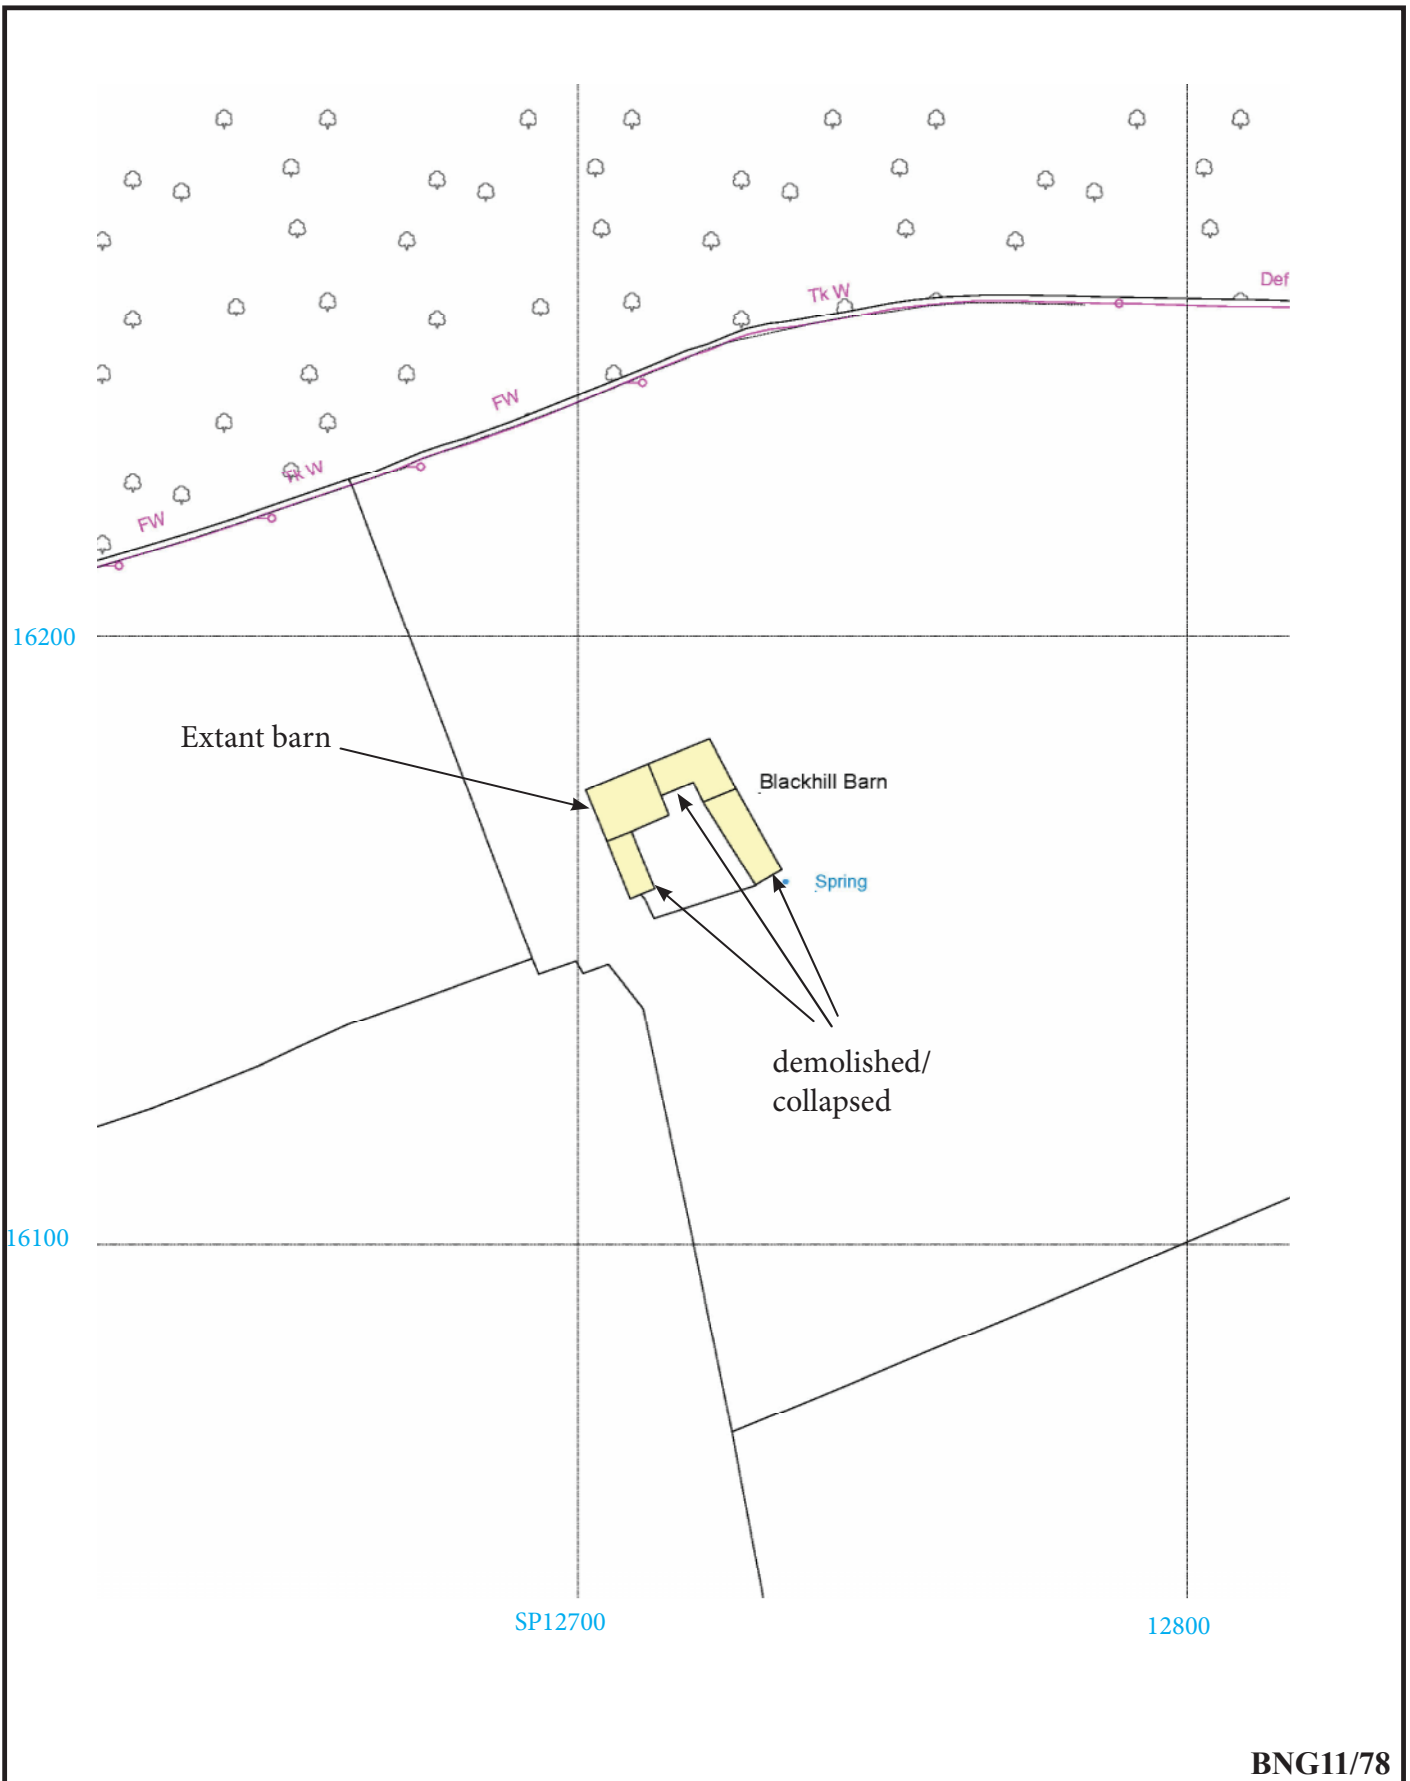 Def
Tk W
FW
Tk W
FW
16200
Extant barn
Blackhill Barn
Spring
demolished/
collapsed
16100
SP12700
12800
BNG11/78